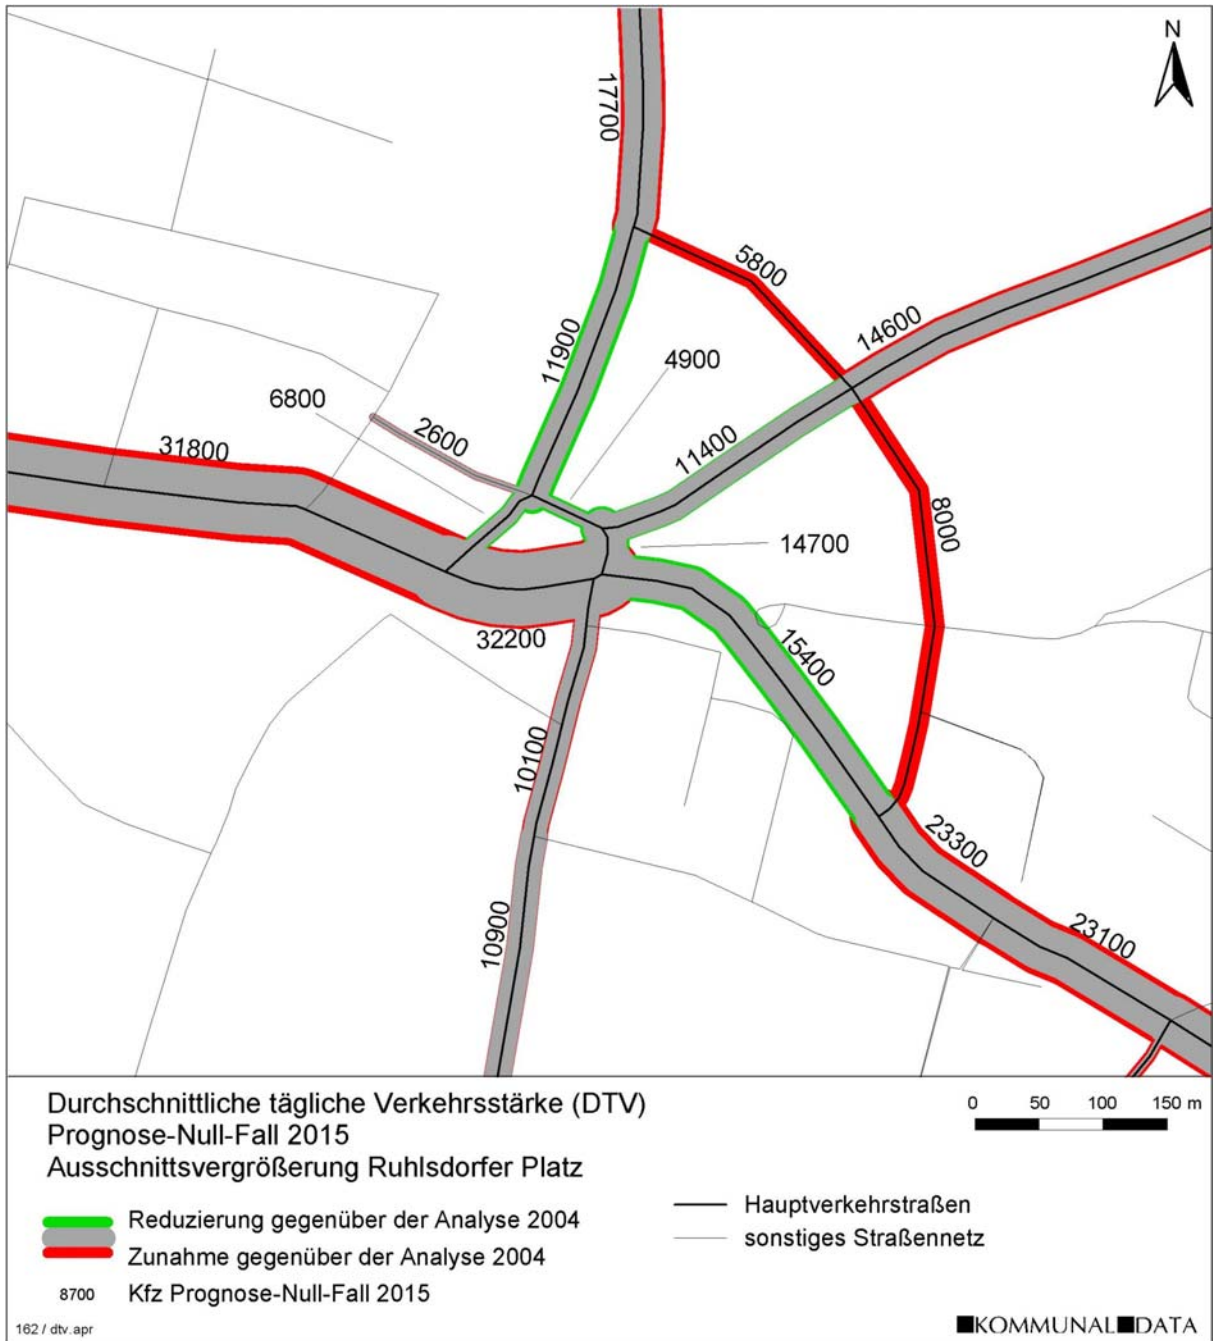 N
17700
5800
14600
11900
4900
6800
2600
31800
11400
8000
14700
32200
15400
10100
23300
10900
23100
Durchschnittliche tägliche Verkehrsstärke (DTV)
Prognose-Null-Fall 2015
Ausschnittsvergrößerung Ruhlsdorfer Platz
0 50 100 150 m
Reduzierung gegenüber der Analyse 2004
Zunahme gegenüber der Analyse 2004
8700 Kfz Prognose-Null-Fall 2015
Hauptverkehrstraßen
sonstiges Straßennetz
162 / dtv.apr
KOMMUNAL DATA